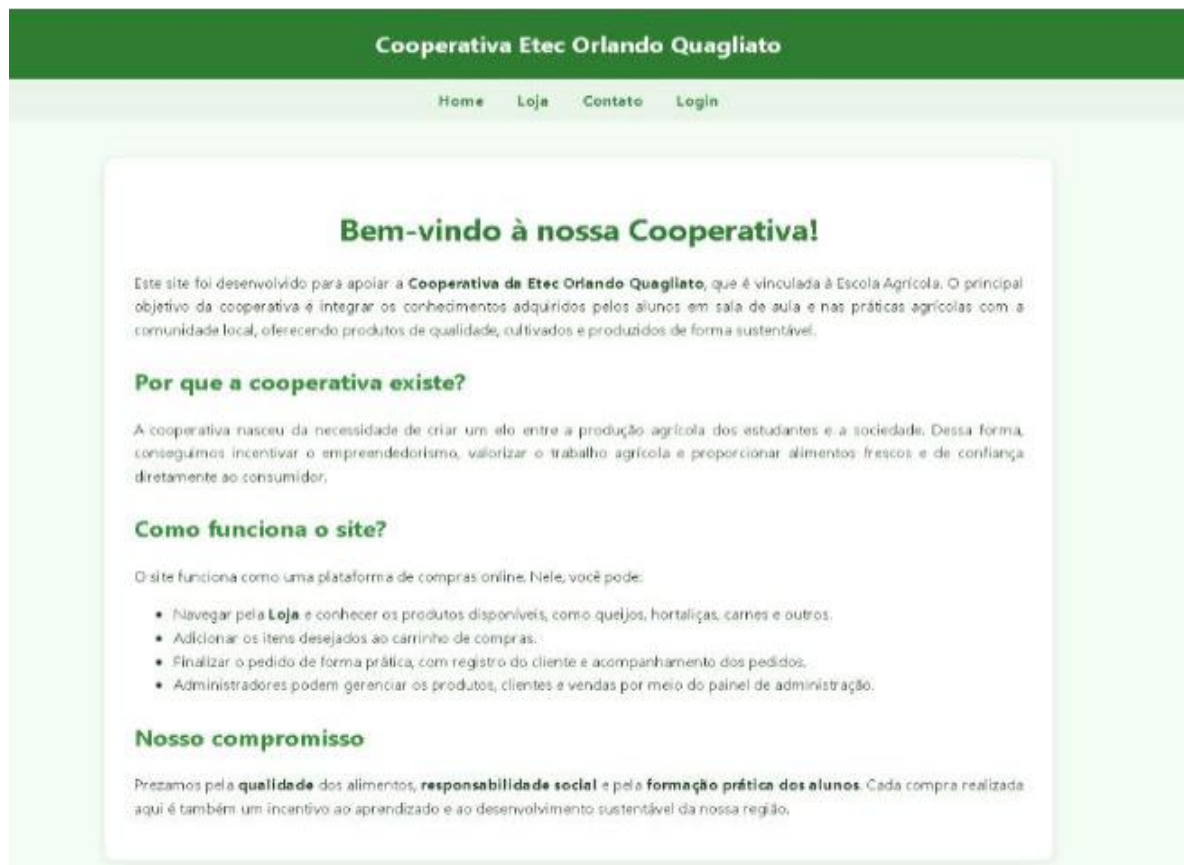 Cooperativa Etec Orlando Quagliato
Home Loja Contato Login
Bem-vindo à nossa Cooperativa!
Este site foi desenvolvido para apoiar a Cooperativa da Etec Orlando Quagliato, que é vinculada à Escola Agrícola. O principal
objetivo da cooperativa é integrar os conhecimentos adquiridos pelos alunos em sala de aula e nas práticas agrícolas com a
comunidade local, oferecendo produtos de qualidade, cultivados e produzidos de forma sustentável.
Por que a cooperativa existe?
A cooperativa nasceu da necessidade de criar um elo entre a produção agrícola dos estudantes e a sociedade. Dessa forma,
conseguimos incentivar o empreendedorismo, valorizar o trabalho agrícola e proporcionar alimentos frescos e de confiança
diretamente ao consumidor.
Como funciona o site?
O site funciona como uma plataforma de compras online. Nele, você pode:
• Navegar pela Loja e conhecer os produtos disponíveis, como queijos, hortaliças, carnes e outros.
• Adicionar os itens desejados ao carrinho de compras.
• Finalizar o pedido de forma prática, com registro do cliente e acompanhamento dos pedidos.
• Administradores podem gerenciar os produtos, clientes e vendas por meio do painel de administração.
Nosso compromisso
Prezamos pela qualidade dos alimentos, responsabilidade social e pela formação prática dos alunos. Cada compra realizada
aqui é também um incentivo ao aprendizado e ao desenvolvimento sustentável da nossa região.